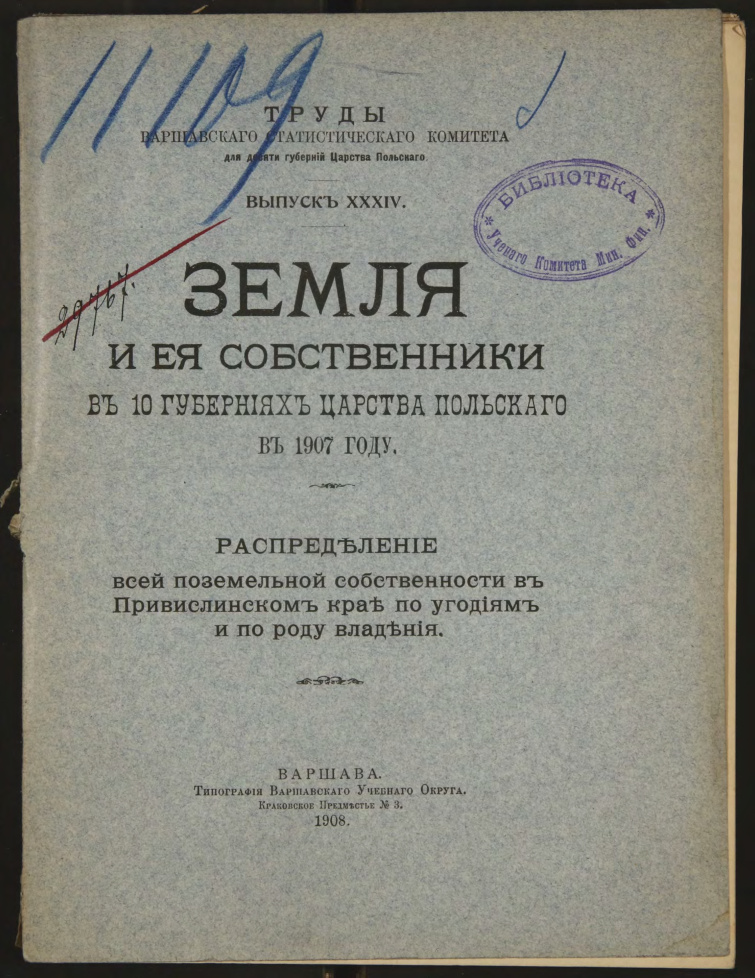 11109
ТРУДЫ
ВАРШАВСКАГО СТАТИСТИЧЕСКАГО КОМИТЕТА
для десяти губерній Царства Польскаго.
ВЫПУСКЪ XXXIV.
БИБЛІОТЕКА
* Ученаго Комитета Мин. Фин. *
29767.
ЗЕМЛЯ
И ЕЯ СОБСТВЕННИКИ
ВЪ 10 ГУБЕРНІЯХЪ ЦАРСТВА ПОЛЬСКАГО
ВЪ 1907 ГОДУ.
РАСПРЕДѢЛЕНІЕ
всей поземельной собственности въ
Привислинскомъ краѣ по угодіямъ
и по роду владѣнія.
ВАРШАВА.
Типографія Варшавскаго Учебнаго Округа.
Краковское Предмѣстье № 3.
1908.